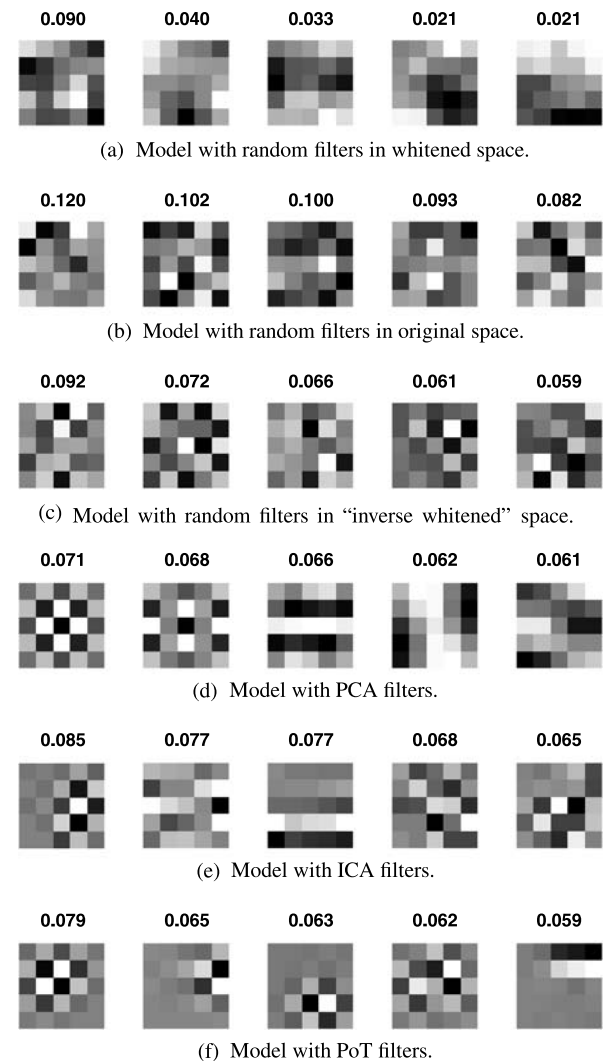 0.090 0.040 0.033 0.021 0.021
(a) Model with random filters in whitened space.
0.120 0.102 0.100 0.093 0.082
(b) Model with random filters in original space.
0.092 0.072 0.066 0.061 0.059
(c) Model with random filters in “inverse whitened” space.
0.071 0.068 0.066 0.062 0.061
(d) Model with PCA filters.
0.085 0.077 0.077 0.068 0.065
(e) Model with ICA filters.
0.079 0.065 0.063 0.062 0.059
(f) Model with PoT filters.